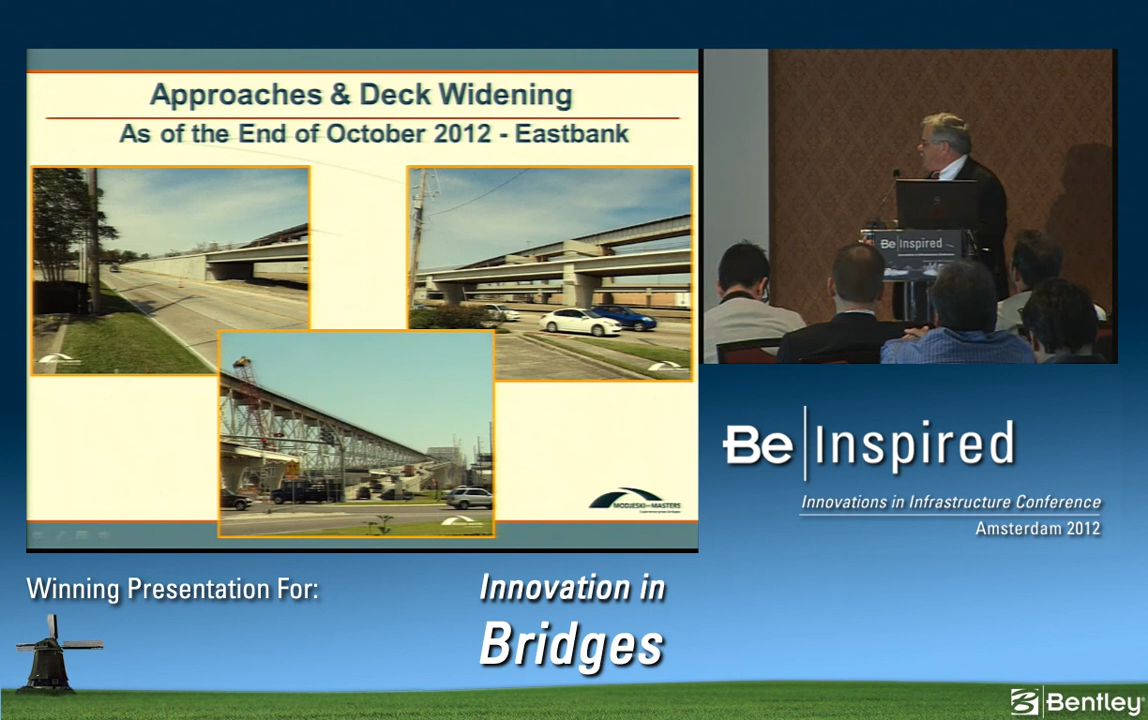 Approaches & Deck Widening
As of the End of October 2012 - Eastbank
MODJESKI and MASTERS
Be Inspired
Be Inspired
Innovations in Infrastructure Conference
Amsterdam 2012
Winning Presentation For:
Innovation in
Bridges
Bentley